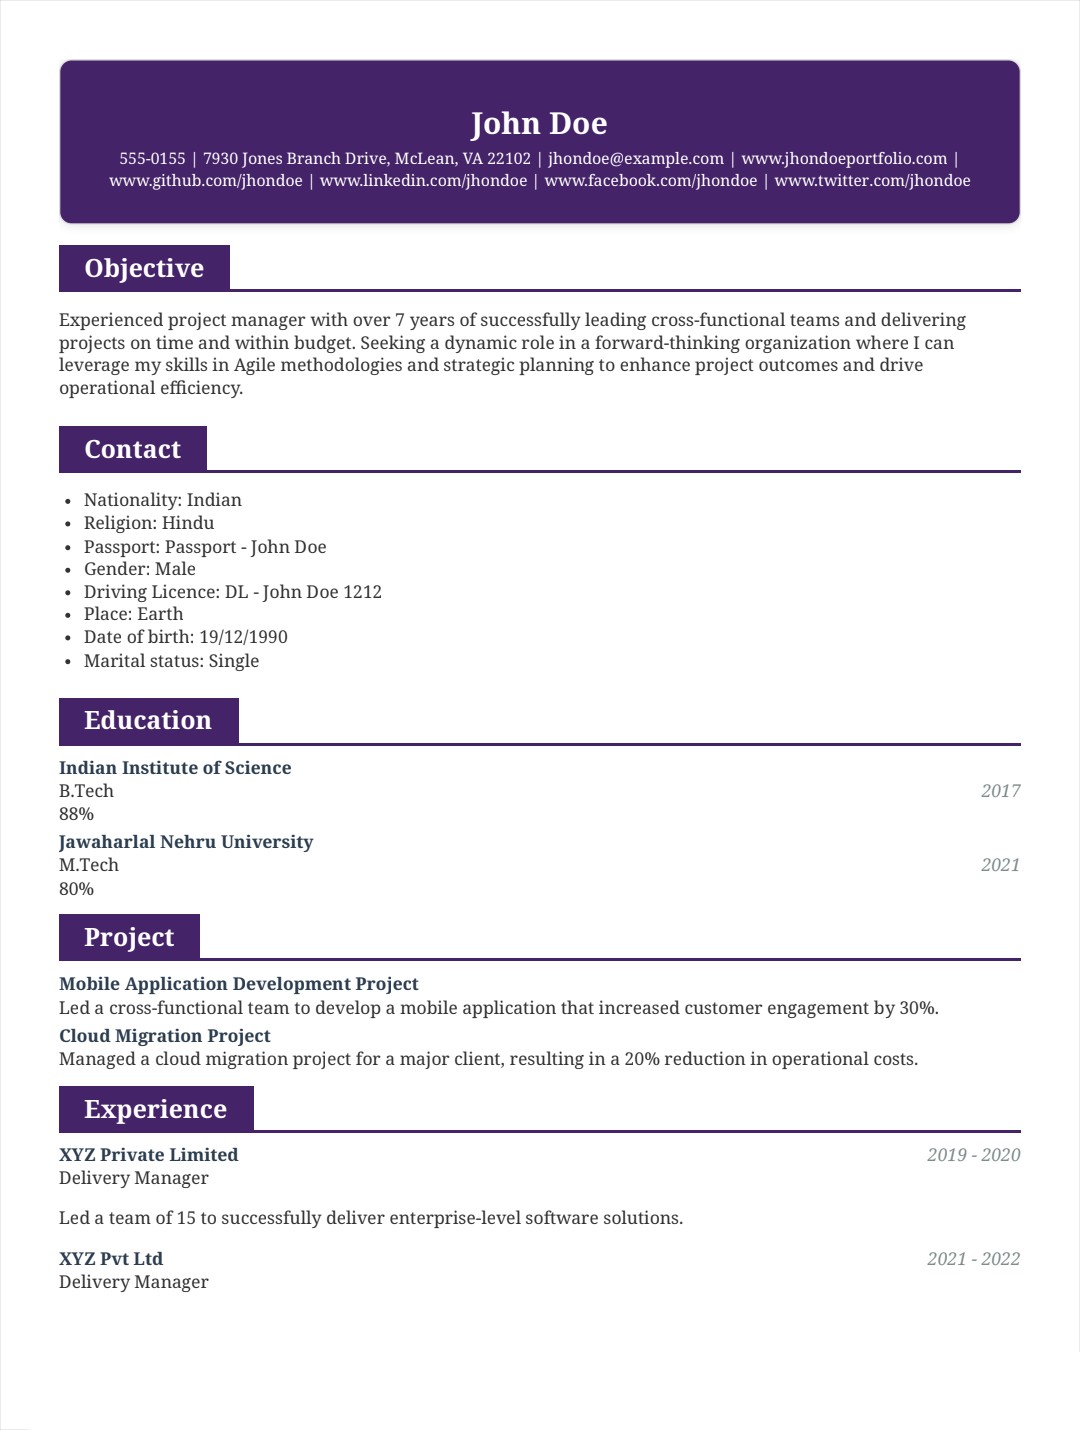 John Doe
555-0155 | 7930 Jones Branch Drive, McLean, VA 22102 | jhondoe@example.com | www.jhondoeportfolio.com |
www.github.com/jhondoe | www.linkedin.com/jhondoe | www.facebook.com/jhondoe | www.twitter.com/jhondoe
Objective
Experienced project manager with over 7 years of successfully leading cross-functional teams and delivering
projects on time and within budget. Seeking a dynamic role in a forward-thinking organization where I can
leverage my skills in Agile methodologies and strategic planning to enhance project outcomes and drive
operational efficiency.
Contact
• Nationality: Indian
• Religion: Hindu
• Passport: Passport - John Doe
• Gender: Male
• Driving Licence: DL - John Doe 1212
• Place: Earth
• Date of birth: 19/12/1990
• Marital status: Single
Education
Indian Institute of Science
B.Tech 2017
88%
Jawaharlal Nehru University
M.Tech 2021
80%
Project
Mobile Application Development Project
Led a cross-functional team to develop a mobile application that increased customer engagement by 30%.
Cloud Migration Project
Managed a cloud migration project for a major client, resulting in a 20% reduction in operational costs.
Experience
XYZ Private Limited 2019 - 2020
Delivery Manager
Led a team of 15 to successfully deliver enterprise-level software solutions.
XYZ Pvt Ltd 2021 - 2022
Delivery Manager